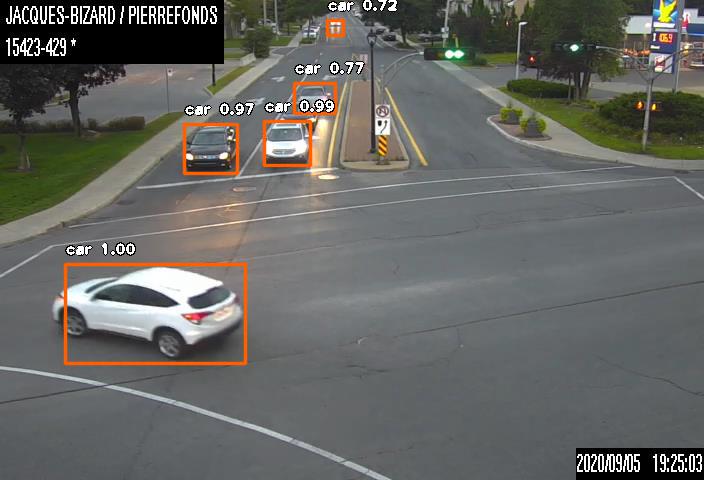 JACQUES-BIZARD / PIERREFONDS
15423-429 *
car 0.72
car 0.77
car 0.97
car 0.99
car 1.00
2020/09/05 19:25:03